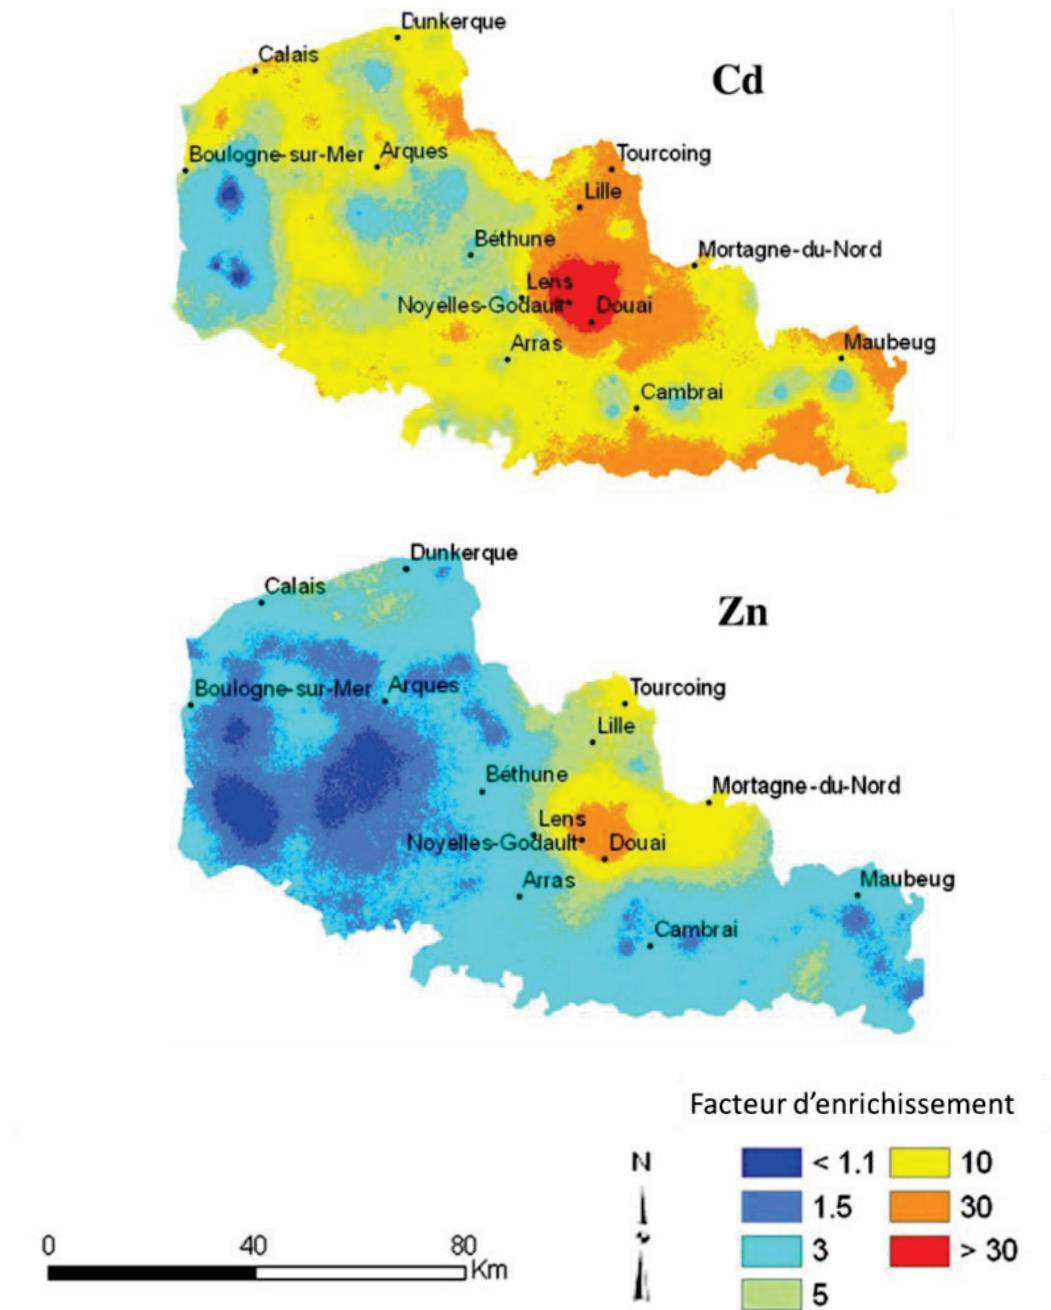 Dunkerque
Calais
Cd
Boulogne-sur-Mer
Arques
Tourcoing
Lille
Béthune
Mortagne-du-Nord
Lens
Noyelles-Godault
Douai
Arras
Maubeug
Cambrai
Dunkerque
Calais
Zn
Boulogne-sur-Mer
Arques
Tourcoing
Lille
Béthune
Mortagne-du-Nord
Lens
Noyelles-Godault
Douai
Arras
Maubeug
Cambrai
Facteur d’enrichissement
N
< 1.1
10
1.5
30
3
> 30
5
0
40
80
Km